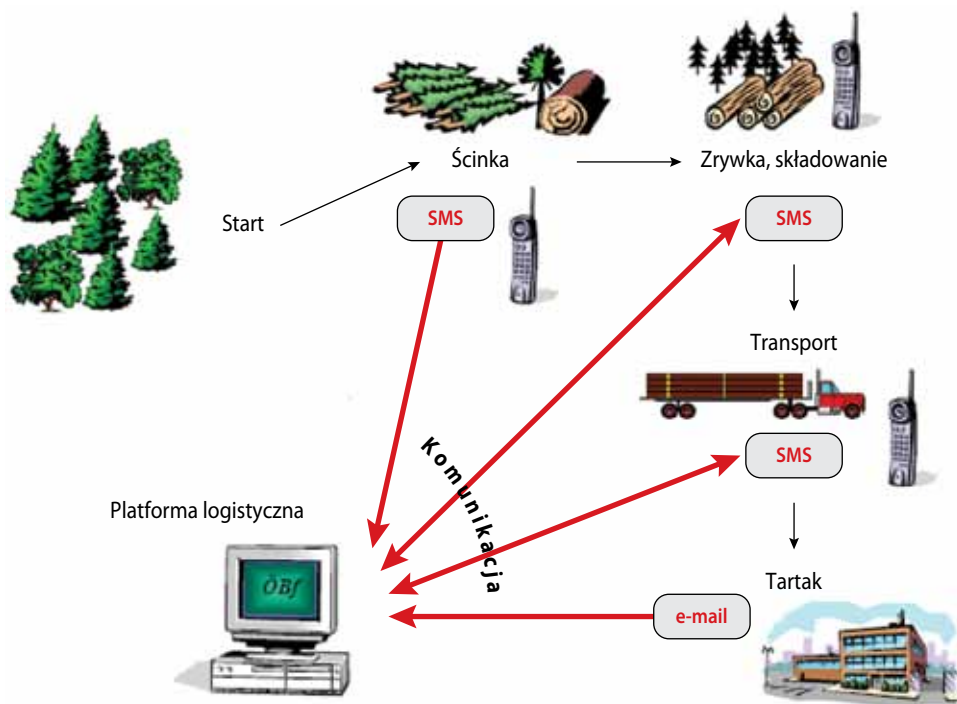 Ścinka
Zrywka, składowanie
Start
SMS
SMS
Transport
SMS
Komunikacja
Platforma logistyczna
ÖBf
Tartak
e-mail